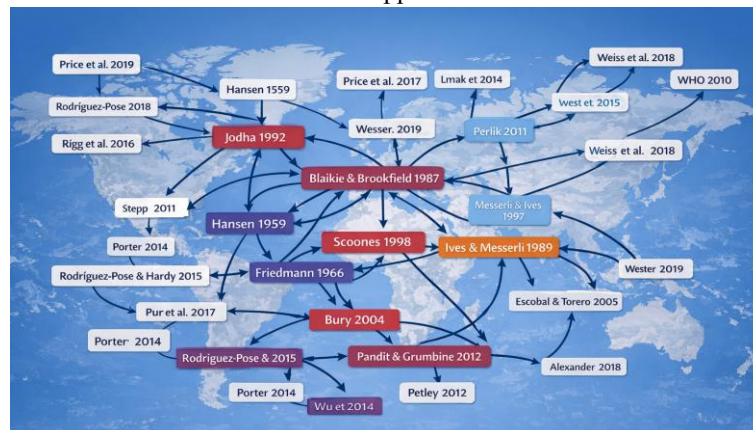 Price et al. 2019
Hansen 1559
Price et al. 2017
Lmak et 2014
Weiss et al. 2018
WHO 2010
Rodríguez-Pose 2018
Jodha 1992
Wesser. 2019
Perlik 2011
West et. 2015
Rigg et al. 2016
Weiss et al. 2018
Blaikie & Brookfield 1987
Stepp 2011
Hansen 1959
Messerli & Ives
1997
Porter 2014
Scoones 1998
Ives & Messerli 1989
Rodríguez-Pose & Hardy 2015
Friedmann 1966
Wester 2019
Pur et al. 2017
Bury 2004
Escobal & Torero 2005
Porter 2014
Rodríguez-Pose & 2015
Pandit & Grumbine 2012
Alexander 2018
Porter 2014
Petley 2012
Wu et 2014